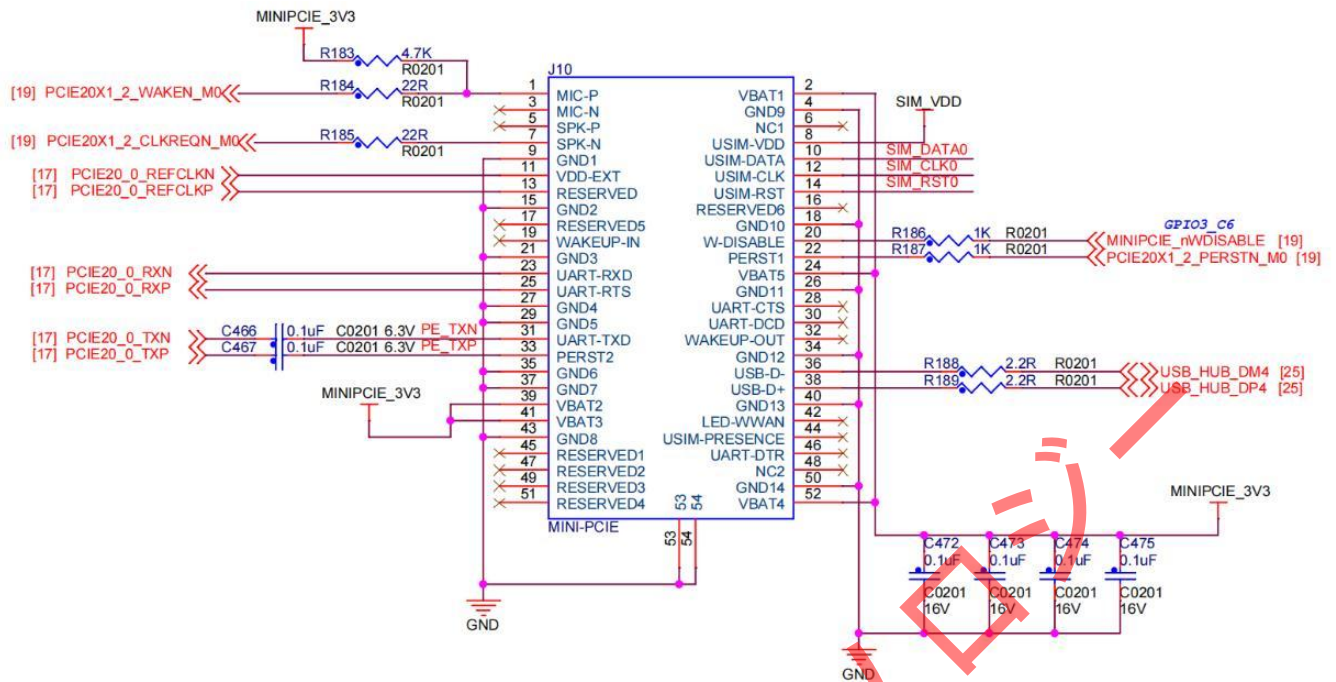 MINIPCIE_3V3
R183 4.7K
R0201
[19] PCIE20X1_2_WAKEN_M0 R184 22R
R0201
[19] PCIE20X1_2_CLKREQN_M0 R185 22R
R0201
[17] PCIE20_0_REFCLKN
[17] PCIE20_0_REFCLKP
[17] PCIE20_0_RXN
[17] PCIE20_0_RXP
[17] PCIE20_0_TXN C466 0.1uF C0201 6.3V PE_TXN
[17] PCIE20_0_TXP C467 0.1uF C0201 6.3V PE_TXP
MINIPCIE_3V3
GND
J10
1 MIC-P
3 MIC-N
5 SPK-P
7 SPK-N
9 GND1
11 VDD-EXT
13 RESERVED
15 GND2
17 RESERVED5
19 WAKEUP-IN
21 GND3
23 UART-RXD
25 UART-RTS
27 GND4
29 GND5
31 UART-TXD
33 PERST2
35 GND6
37 GND7
39 VBAT2
41 VBAT3
43 GND8
45 RESERVED1
47 RESERVED2
49 RESERVED3
51 RESERVED4
MINI-PCIE
53 54
53 54
VBAT1 2
GND9 4
NC1 6
USIM-VDD 8
USIM-DATA 10
USIM-CLK 12
USIM-RST 14
RESERVED6 16
GND10 18
W-DISABLE 20
PERST1 22
VBAT5 24
GND11 26
UART-CTS 28
UART-DCD 30
WAKEUP-OUT 32
GND12 34
USB-D- 36
USB-D+ 38
GND13 40
LED-WWAN 42
USIM-PRESENCE 44
UART-DTR 46
NC2 48
GND14 50
VBAT4 52
SIM_VDD
SIM_DATA0
SIM_CLK0
SIM_RST0
GPIO3_C6
R186 1K R0201 MINIPCIE_nWDISABLE [19]
R187 1K R0201 PCIE20X1_2_PERSTN_M0 [19]
R188 2.2R R0201 USB_HUB_DM4 [25]
R189 2.2R R0201 USB_HUB_DP4 [25]
MINIPCIE_3V3
C472 C473 C474 C475
0.1uF 0.1uF 0.1uF 0.1uF
C0201 C0201 C0201 C0201
16V 16V 16V 16V
GND